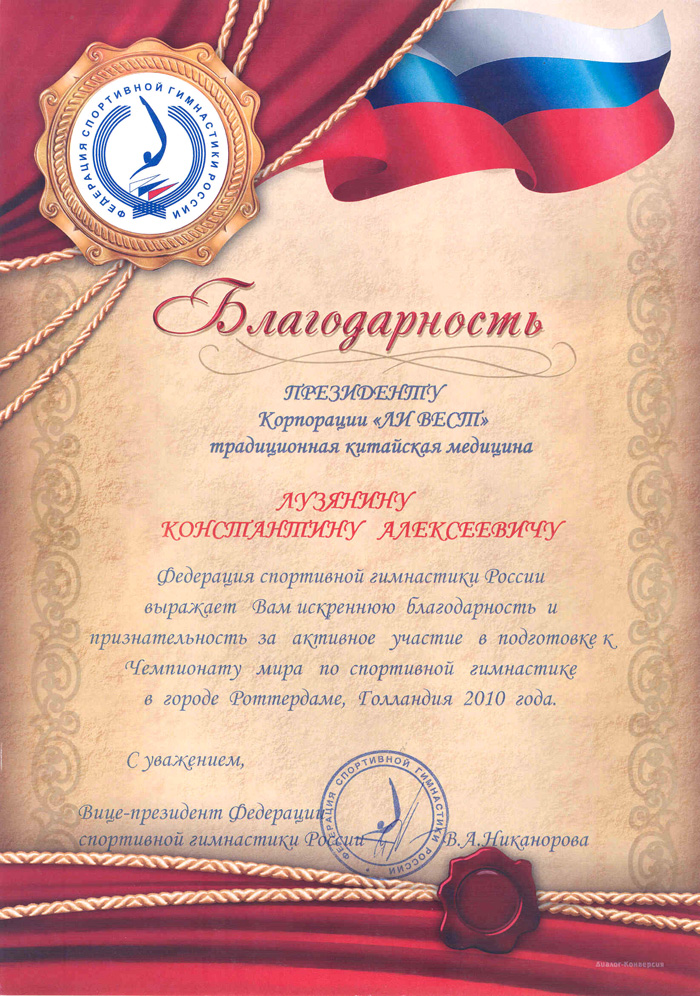 ФЕДЕРАЦИЯ СПОРТИВНОЙ ГИМНАСТИКИ РОССИИ
Благодарность
ПРЕЗИДЕНТУ
Корпорации «ЛИ ВЕСТ»
традиционная китайская медицина
ЛУЗЯНИНУ
КОНСТАНТИНУ АЛЕКСЕЕВИЧУ
Федерация спортивной гимнастики России
выражает Вам искреннюю благодарность и
признательность за активное участие в подготовке к
Чемпионату мира по спортивной гимнастике
в городе Роттердаме, Голландия 2010 года.
С уважением,
Вице-президент Федерации
спортивной гимнастики России В.А.Никанорова
ФЕДЕРАЦИЯ СПОРТИВНОЙ ГИМНАСТИКИ РОССИИ
Аналог-Конверсия